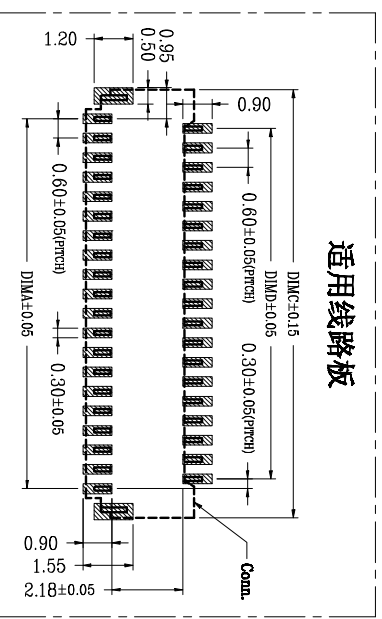 适用线路板
DIMC±0.15
DIMD±0.05
0.60±0.05(PITCH)
0.30±0.05(PITCH)
0.90
0.95
0.50
1.20
Conn.
0.60±0.05(PITCH)
0.30±0.05
DIMA±0.05
0.90
1.55
2.18±0.05